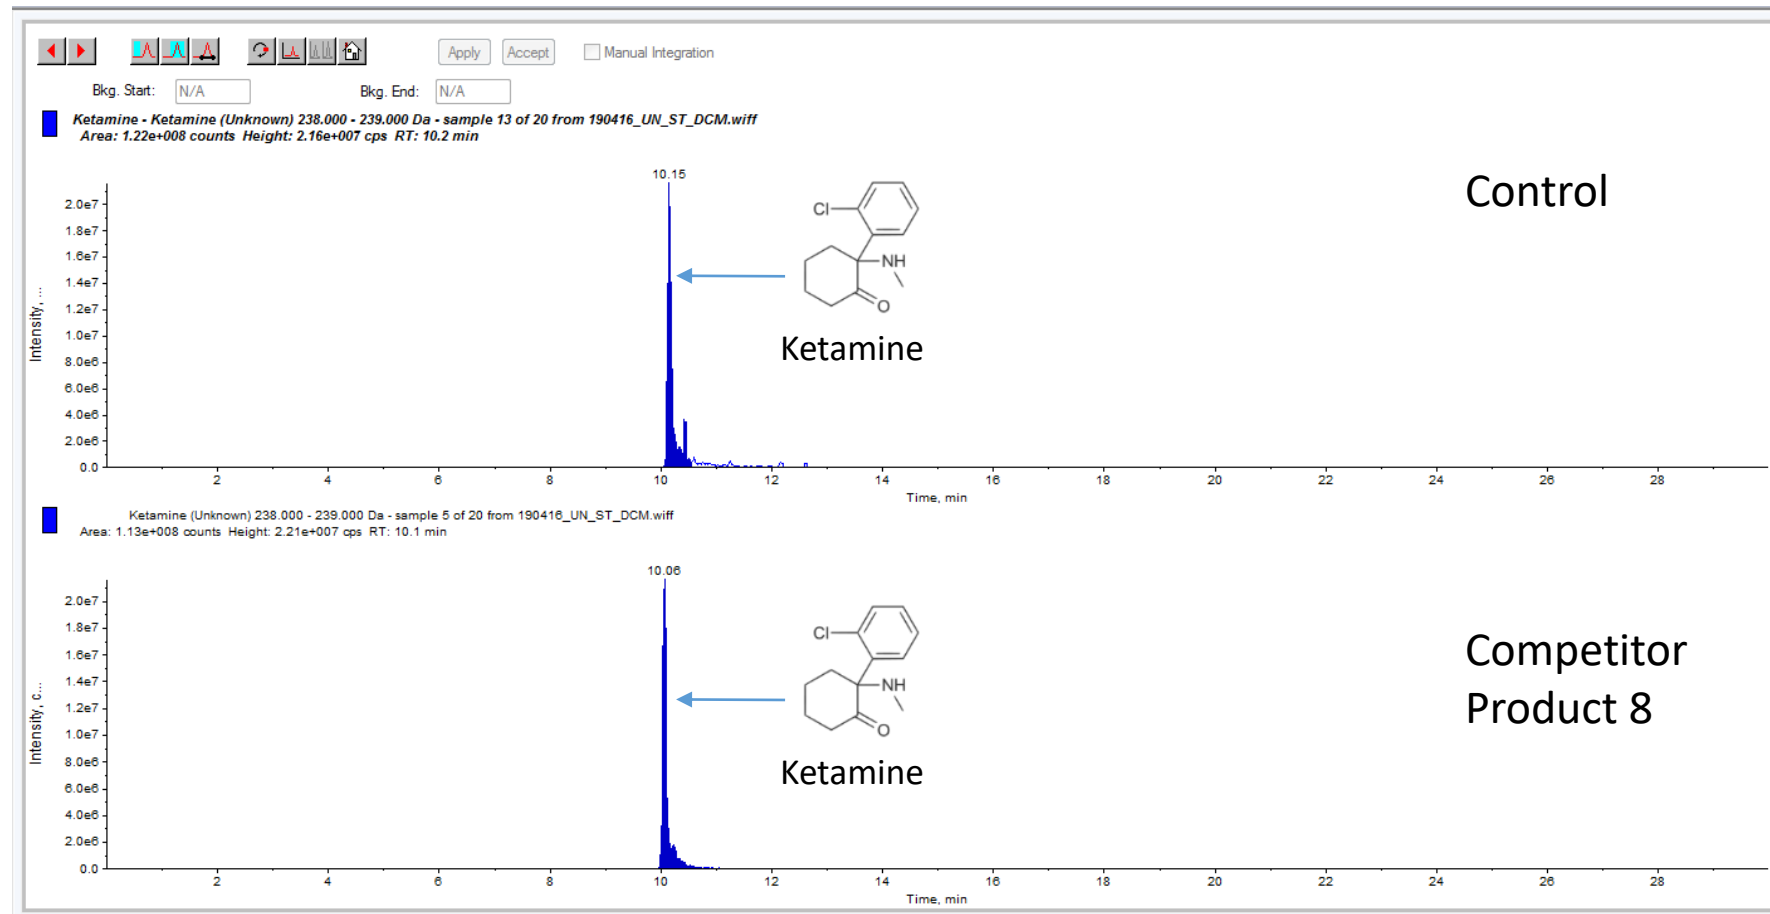 Apply Accept Manual Integration
Bkg. Start: N/A Bkg. End: N/A
Ketamine - Ketamine (Unknown) 238.000 - 239.000 Da - sample 13 of 20 from 190416_UN_ST_DCM.wiff
Area: 1.22e+008 counts Height: 2.16e+007 cps RT: 10.2 min
10.15
Control
Cl
NH
O
Ketamine
Intensity, ...
2.0e7
1.8e7
1.6e7
1.4e7
1.2e7
1.0e7
8.0e6
6.0e6
4.0e6
2.0e6
0.0
2 4 6 8 10 12 14 16 18 20 22 24 26 28
Time, min
Ketamine (Unknown) 238.000 - 239.000 Da - sample 5 of 20 from 190416_UN_ST_DCM.wiff
Area: 1.13e+008 counts Height: 2.21e+007 cps RT: 10.1 min
10.06
Competitor
Product 8
Cl
NH
O
Ketamine
Intensity, c...
2.0e7
1.8e7
1.6e7
1.4e7
1.2e7
1.0e7
8.0e6
6.0e6
4.0e6
2.0e6
0.0
2 4 6 8 10 12 14 16 18 20 22 24 26 28
Time, min